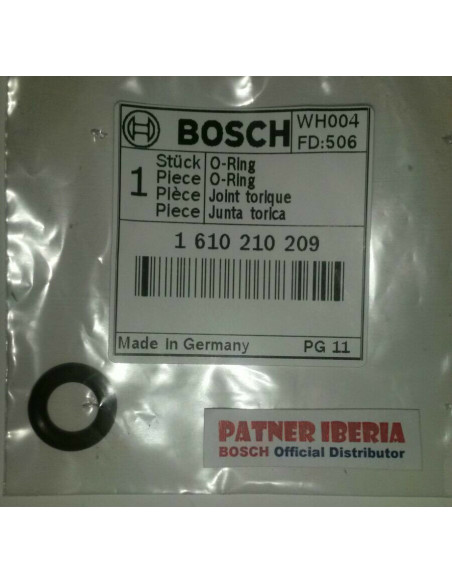 BOSCH
WH004
FD:506
1
Stück O-Ring
Piece O-Ring
Pièce Joint torique
Piece Junta torica
1 610 210 209
Made In Germany PG 11
PATNER IBERIA
BOSCH Official Distributor